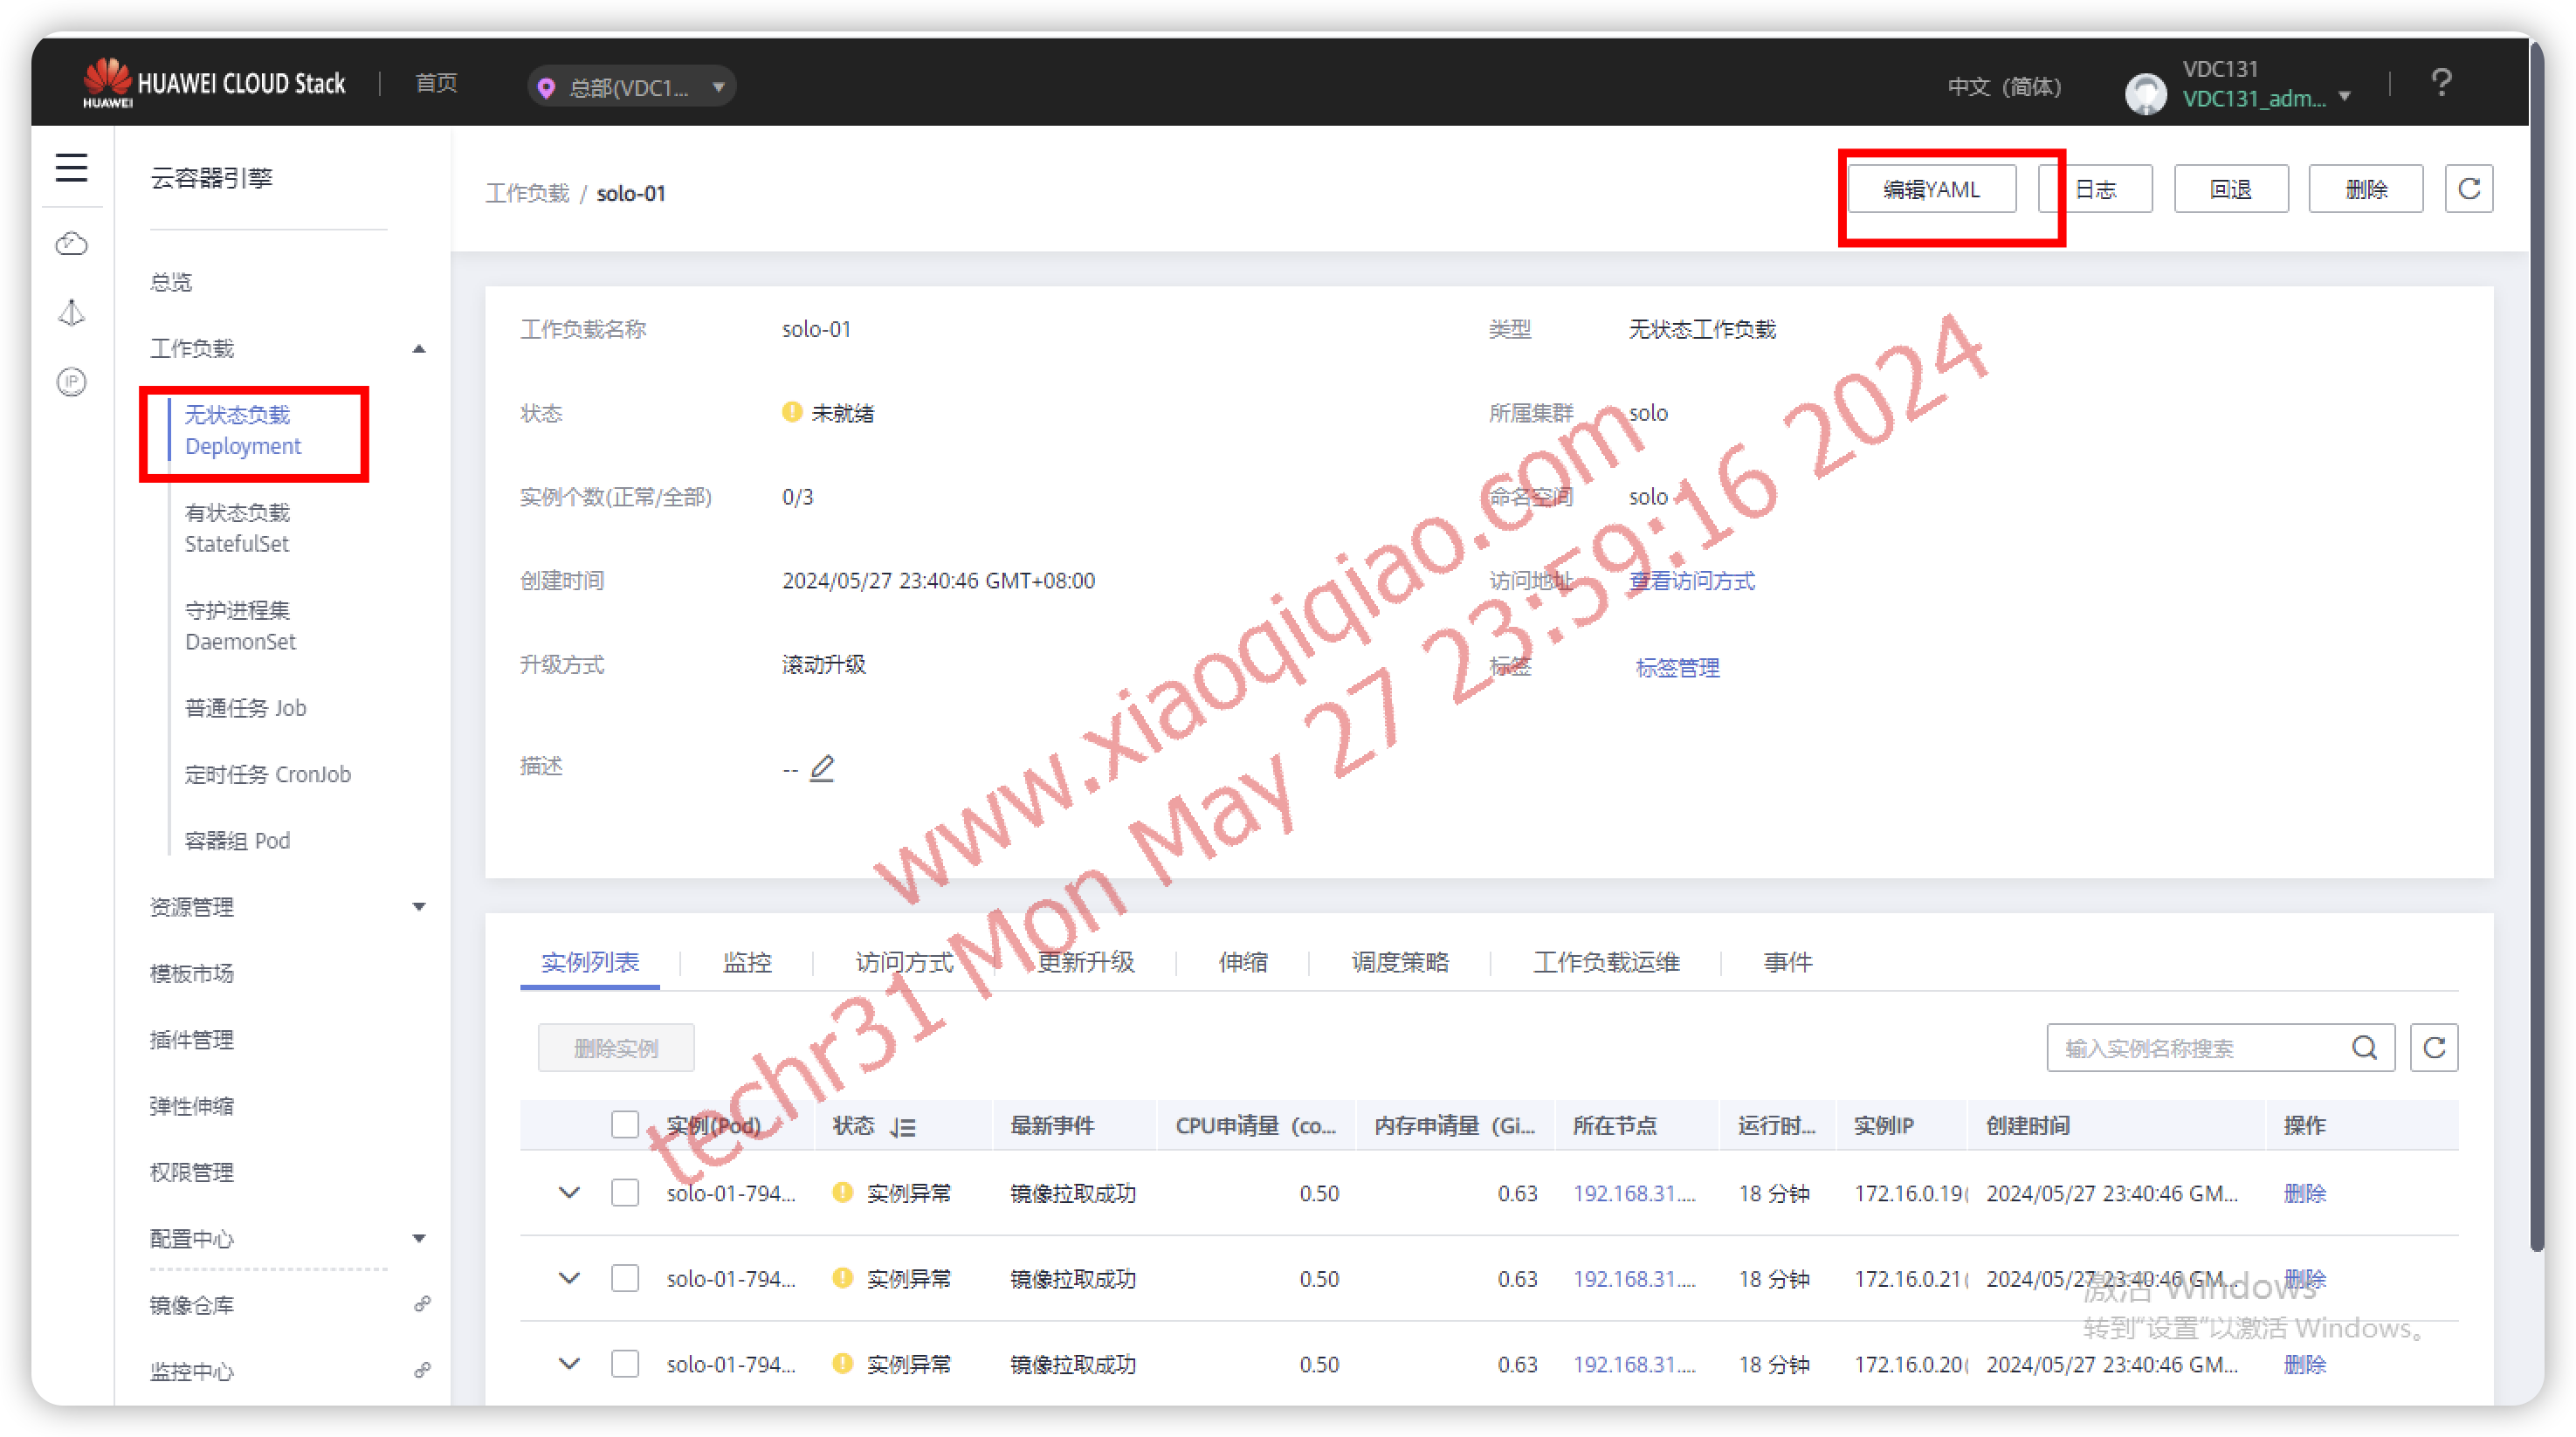 HUAWEI
HUAWEI CLOUD Stack
首页
总部(VDC1...
中文（简体）
VDC131
VDC131_adm...
?
云容器引擎
总览
工作负载
无状态负载
Deployment
有状态负载
StatefulSet
守护进程集
DaemonSet
普通任务 Job
定时任务 CronJob
容器组 Pod
资源管理
模板市场
插件管理
弹性伸缩
权限管理
配置中心
镜像仓库
监控中心
IP
工作负载 / solo-01
编辑YAML
日志
回退
删除
工作负载名称 solo-01 类型 无状态工作负载
状态 未就绪 所属集群 solo
实例个数(正常/全部) 0/3 命名空间 solo
创建时间 2024/05/27 23:40:46 GMT+08:00 访问地址 查看访问方式
升级方式 滚动升级 标签 标签管理
描述 --
www.xiaoqiqiao.com
techr31 Mon May 27 23:59:16 2024
实例列表 监控 访问方式 更新升级 伸缩 调度策略 工作负载运维 事件
删除实例
输入实例名称搜索
实例(Pod) 状态 最新事件 CPU申请量（co... 内存申请量（Gi... 所在节点 运行时... 实例IP 创建时间 操作
solo-01-794... 实例异常 镜像拉取成功 0.50 0.63 192.168.31.... 18 分钟 172.16.0.19( 2024/05/27 23:40:46 GM... 删除
solo-01-794... 实例异常 镜像拉取成功 0.50 0.63 192.168.31.... 18 分钟 172.16.0.21( 2024/05/27 23:40:46 GM... 删除
solo-01-794... 实例异常 镜像拉取成功 0.50 0.63 192.168.31.... 18 分钟 172.16.0.20( 2024/05/27 23:40:46 GM... 删除
激活 Windows
转到"设置"以激活 Windows。